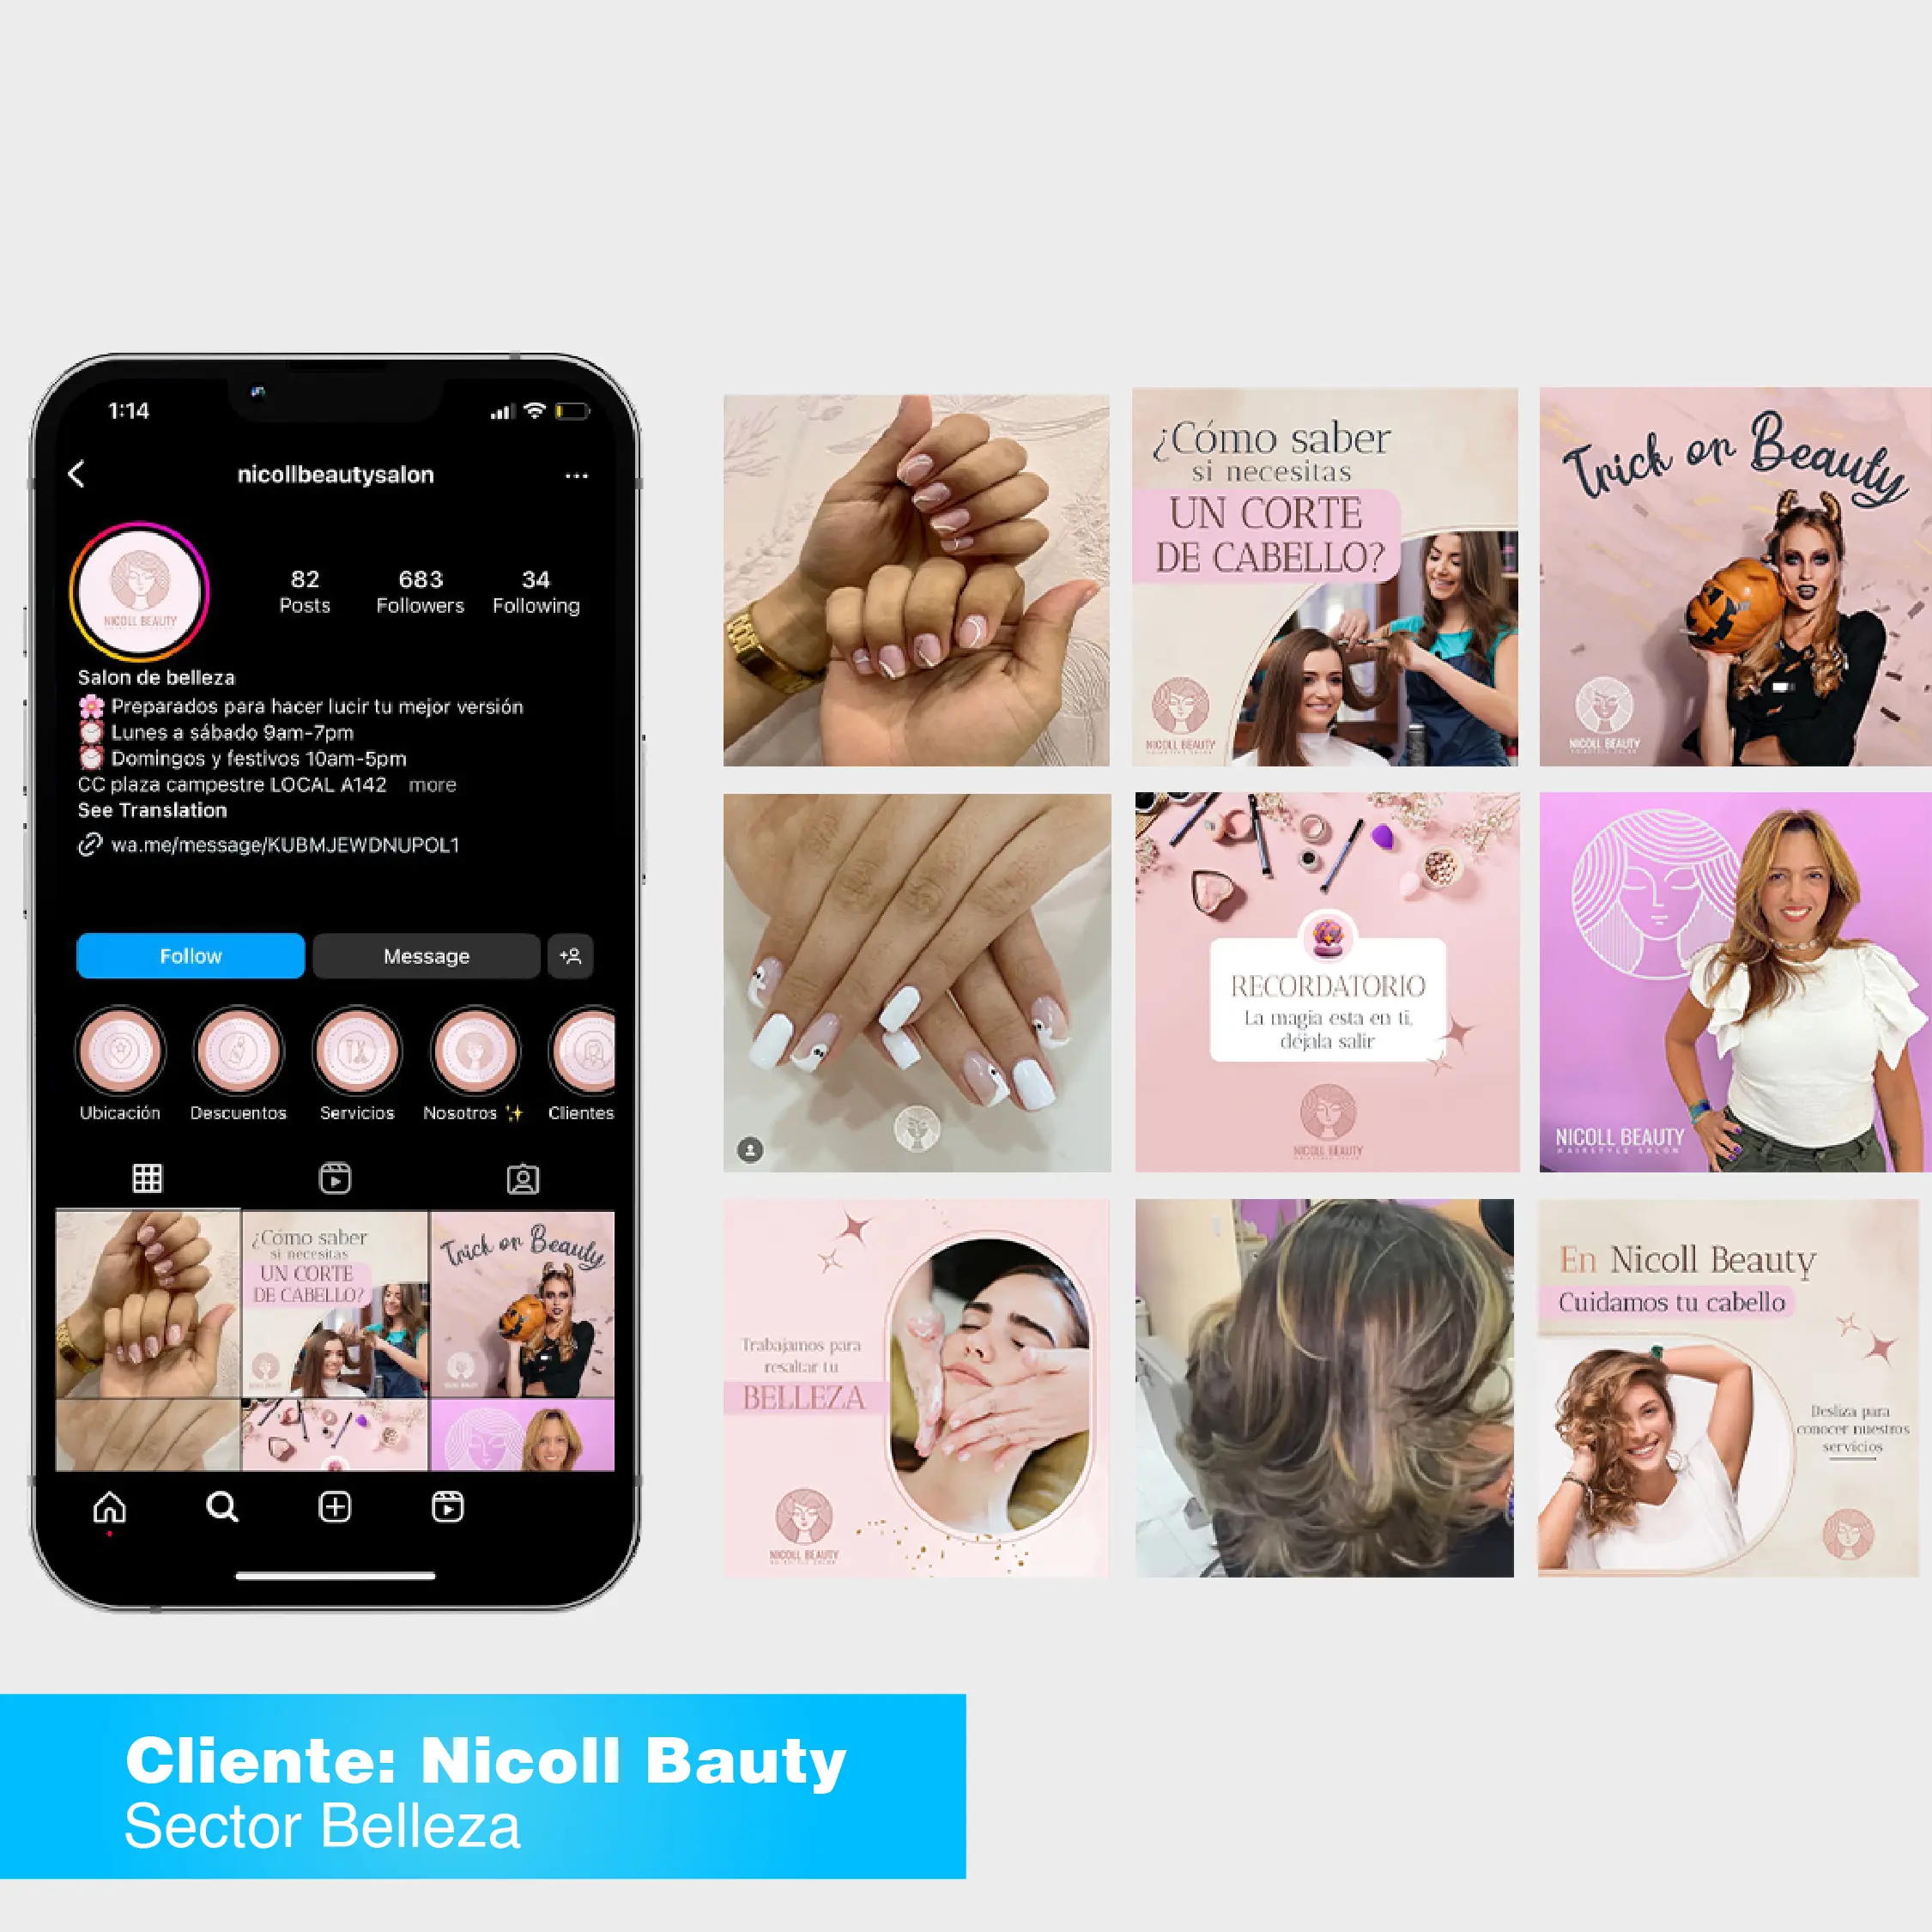 1:14
nicollbeautysalon
NICOLL BEAUTY
82
Posts
683
Followers
34
Following
Salon de belleza
Preparados para hacer lucir tu mejor versión
Lunes a sábado 9am-7pm
Domingos y festivos 10am-5pm
CC plaza campestre LOCAL A142 more
See Translation
wa.me/message/KUBMJEWDNUPOL1
Follow
Message
Ubicación
Descuentos
Servicios
Nosotros
Clientes
¿Cómo saber
si necesitas
UN CORTE
DE CABELLO?
Trick or Beauty
¿Cómo saber
si necesitas
UN CORTE
DE CABELLO?
NICOLL BEAUTY
Trick or Beauty
NICOLL BEAUTY
RECORDATORIO
La magia esta en ti,
déjala salir
NICOLL BEAUTY
NICOLL BEAUTY
HAIRSTYLE SALON
Trabajamos para
resaltar tu
BELLEZA
NICOLL BEAUTY
En Nicoll Beauty
Cuidamos tu cabello
Desliza para
conocer nuestros
servicios
Cliente: Nicoll Bauty
Sector Belleza